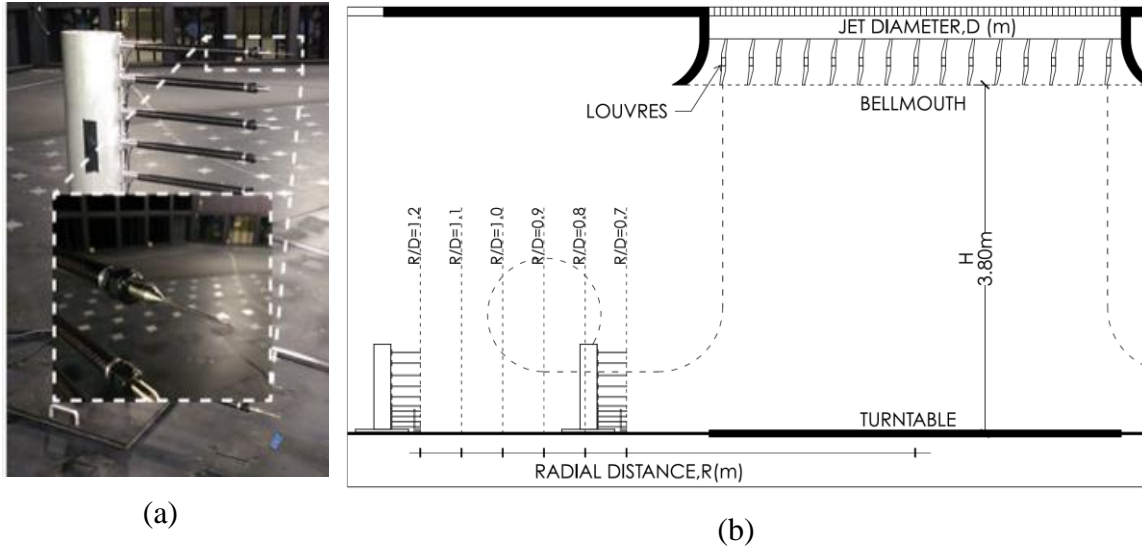 JET DIAMETER,D (m)
LOUVRES
BELLMOUTH
R/D=1.2
R/D=1.1
R/D=1.0
R/D=0.9
R/D=0.8
R/D=0.7
H
3.80m
TURNTABLE
RADIAL DISTANCE,R(m)
(a)
(b)